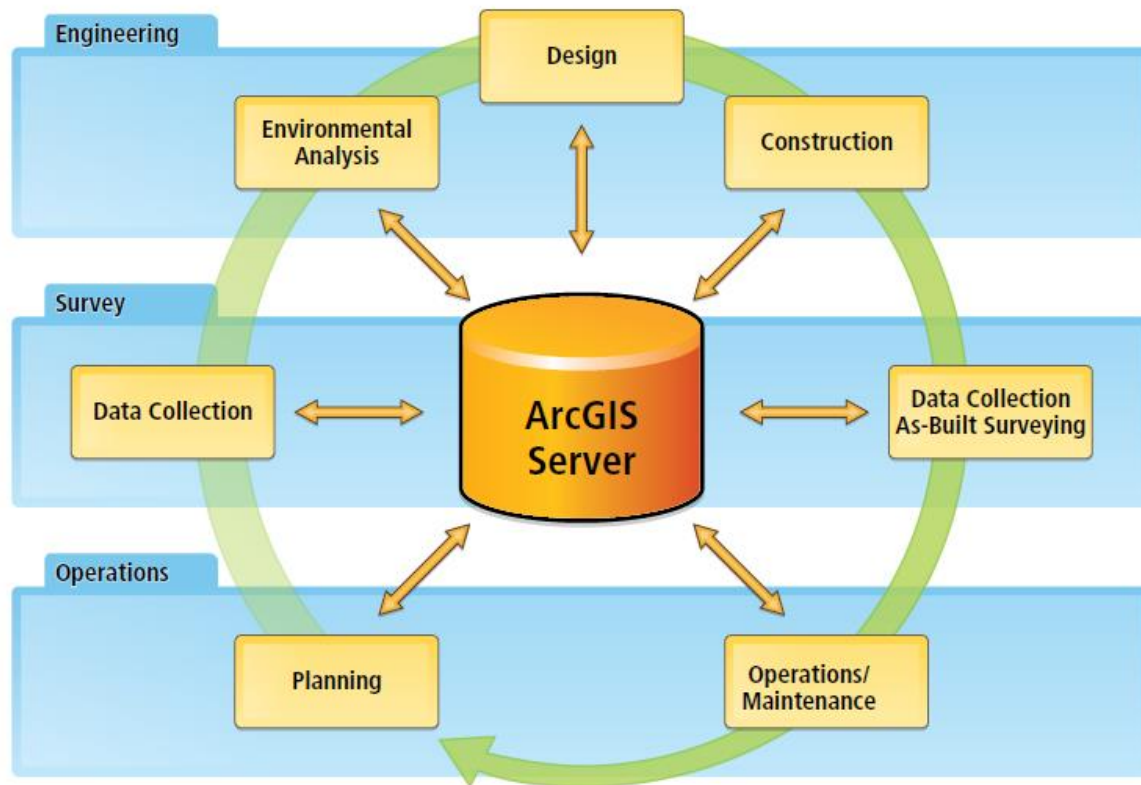 Engineering
Design
Environmental
Analysis
Construction
Survey
Data Collection
ArcGIS
Server
Data Collection
As-Built Surveying
Operations
Planning
Operations/
Maintenance